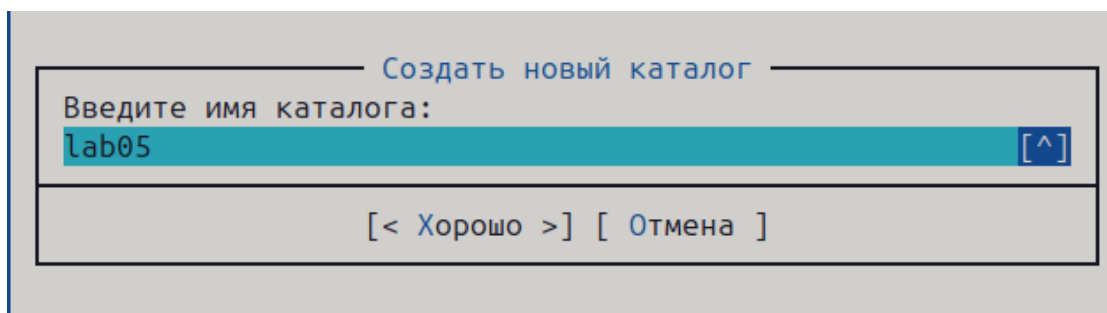 Создать новый каталог
Введите имя каталога:
lab05 [^]
[< Хорошо >] [ Отмена ]